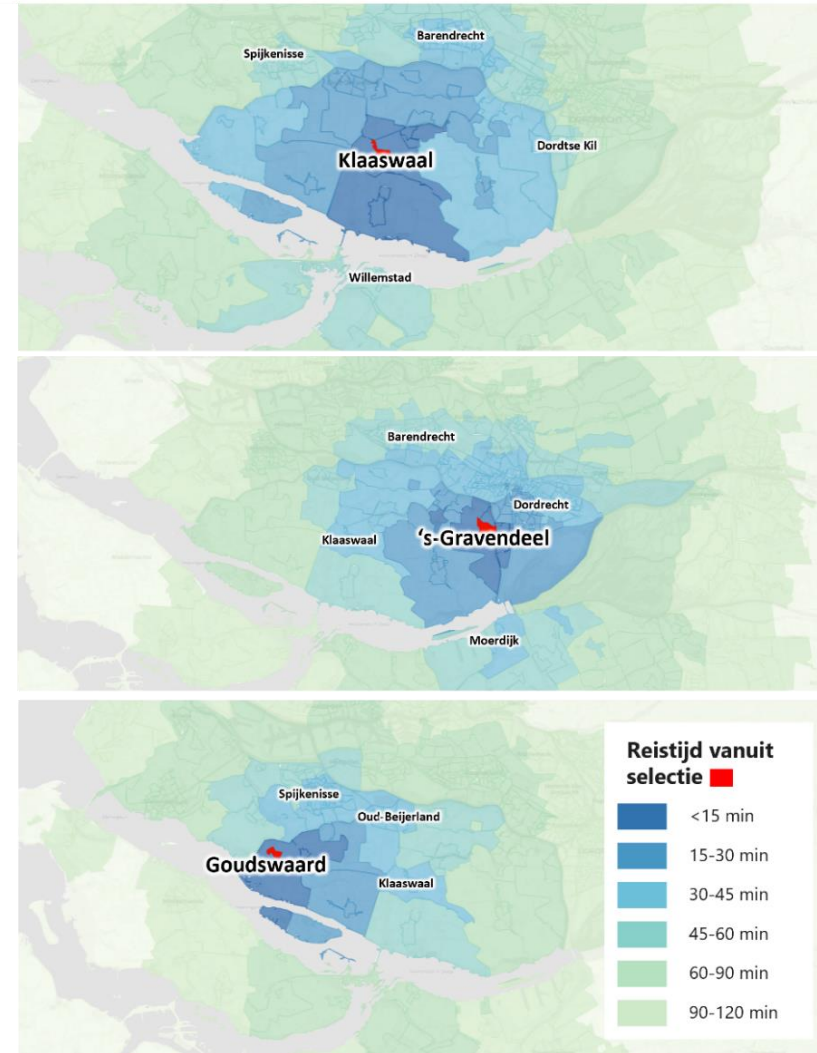 Barendrecht
Spijkenisse
Dordtse Kil
Klaaswaal
Willemstad
Barendrecht
Dordrecht
Klaaswaal
‘s-Gravendeel
Moerdijk
Spijkenisse
Oud-Beijerland
Goudswaard
Klaaswaal
Reistijd vanuit
selectie
<15 min
15-30 min
30-45 min
45-60 min
60-90 min
90-120 min